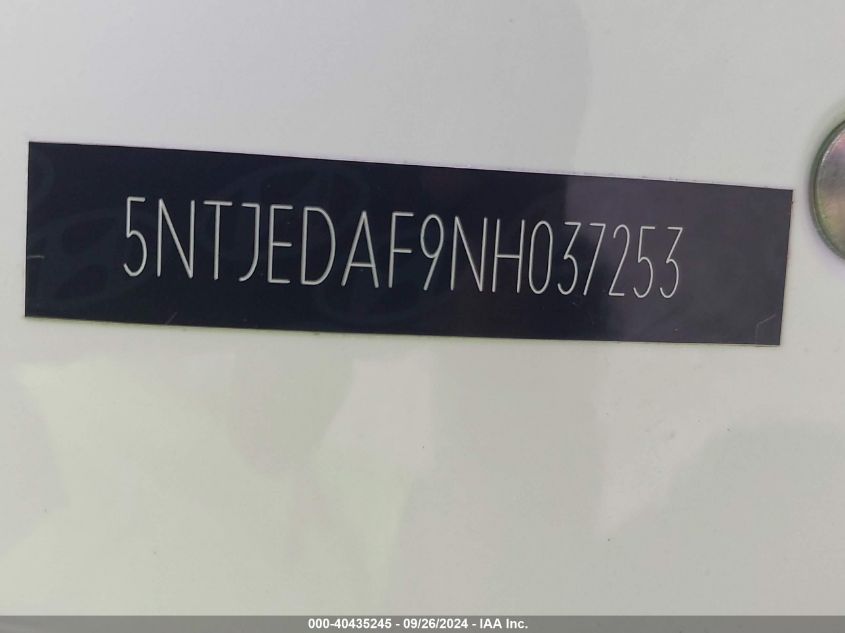 5NTJEDAF9NH037253
000-40435245 - 09/26/2024 - IAA Inc.